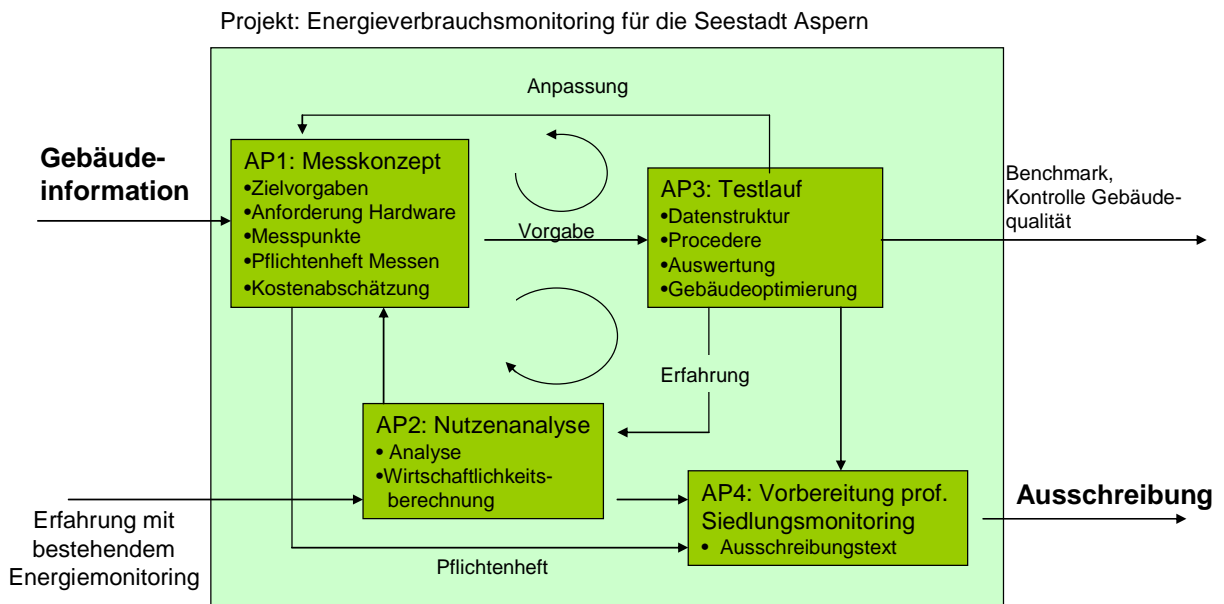 Projekt: Energieverbrauchsmonitoring für die Seestadt Aspern
Anpassung
Gebäude-
information
AP1: Messkonzept
•Zielvorgaben
•Anforderung Hardware
•Messpunkte
•Pflichtenheft Messen
•Kostenabschätzung
Vorgabe
AP3: Testlauf
•Datenstruktur
•Procedere
•Auswertung
•Gebäudeoptimierung
Benchmark,
Kontrolle Gebäude-
qualität
Erfahrung
AP2: Nutzenanalyse
• Analyse
•Wirtschaftlichkeits-
berechnung
AP4: Vorbereitung prof.
Siedlungsmonitoring
• Ausschreibungstext
Ausschreibung
Erfahrung mit
bestehendem
Energiemonitoring
Pflichtenheft